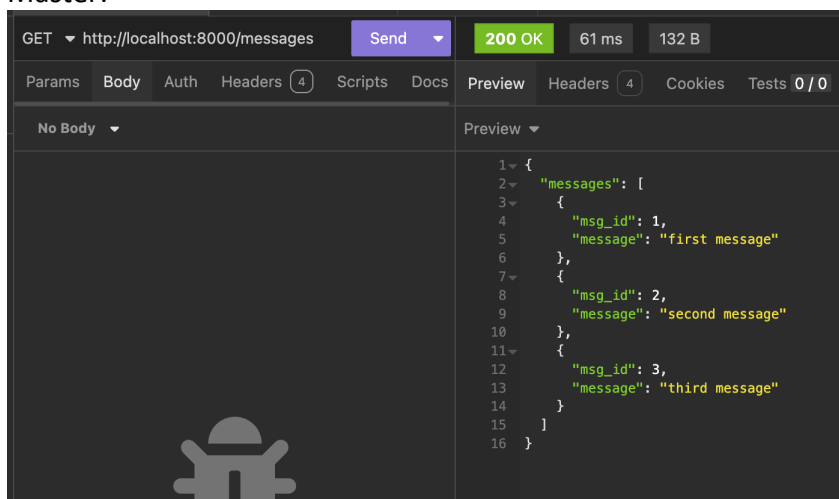 Master:
GET http://localhost:8000/messages Send 200 OK 61 ms 132 B
Params Body Auth Headers 4 Scripts Docs Preview Headers 4 Cookies Tests 0 / 0
No Body Preview
1 {
2 "messages": [
3 {
4 "msg_id": 1,
5 "message": "first message"
6 },
7 {
8 "msg_id": 2,
9 "message": "second message"
10 },
11 {
12 "msg_id": 3,
13 "message": "third message"
14 }
15 ]
16 }